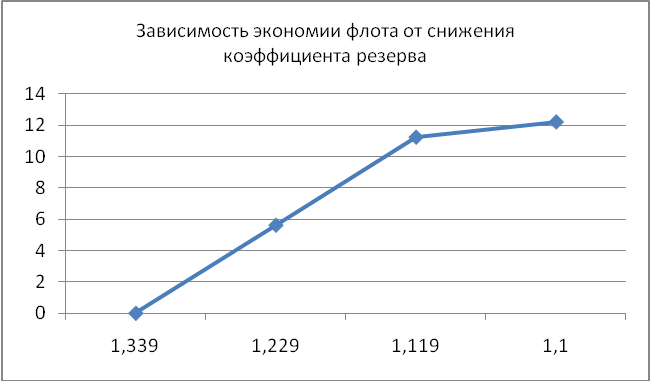 Зависимость экономии флота от снижения
коэффициента резерва
14
12
10
8
6
4
2
0
1,339 1,229 1,119 1,1